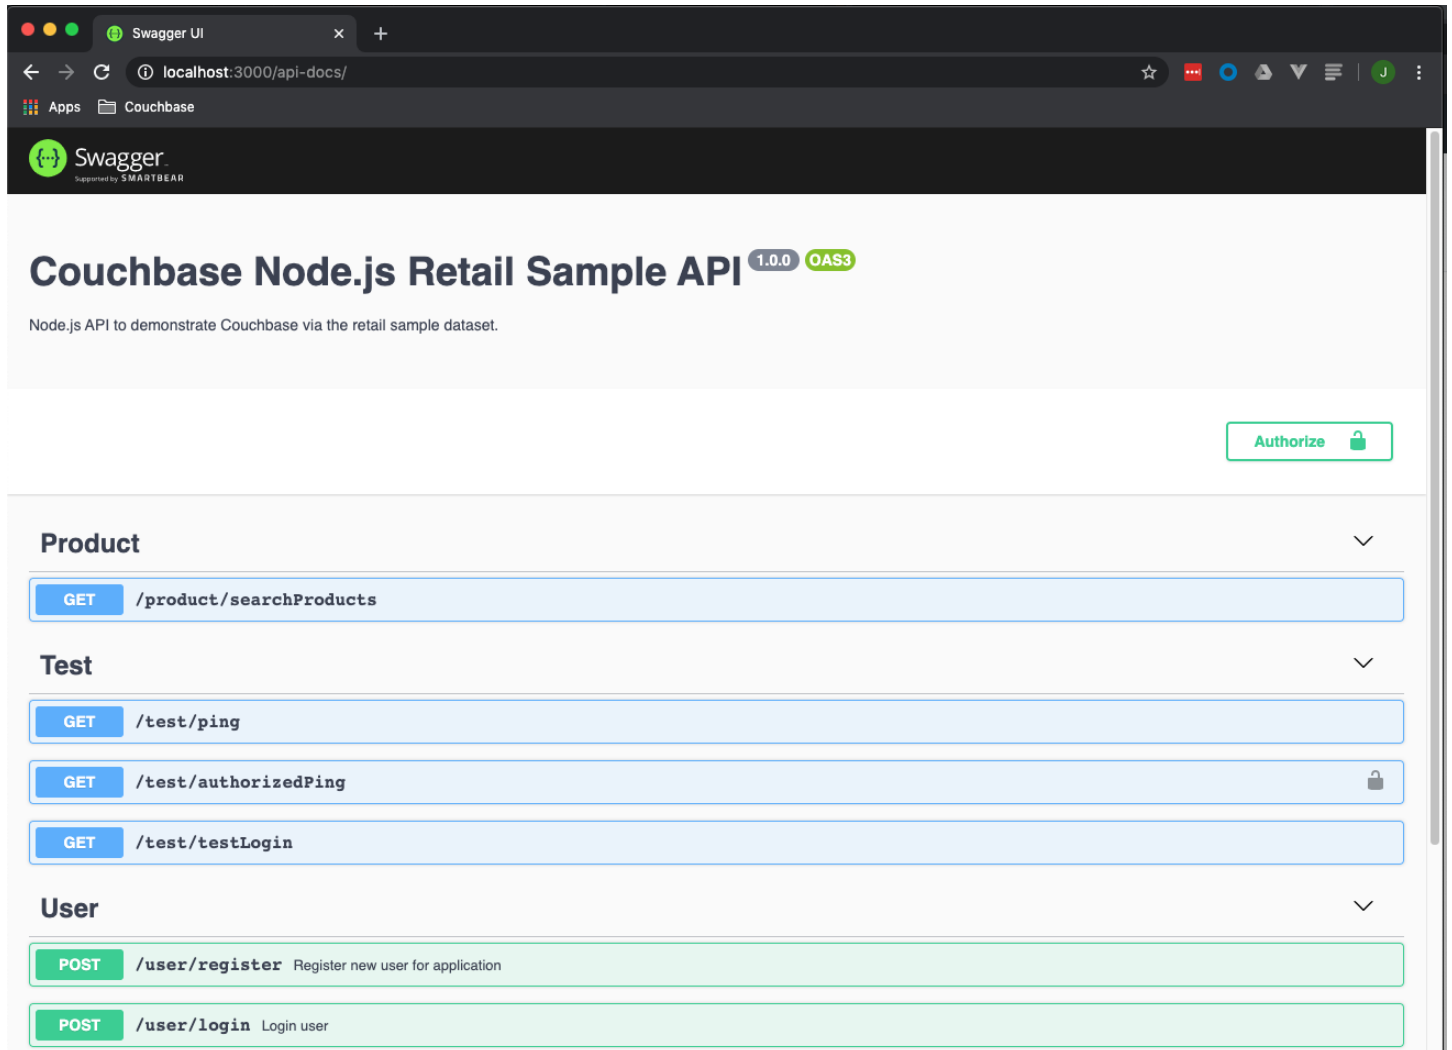 Swagger UI
localhost:3000/api-docs/
J
Apps
Couchbase
Swagger
Supported by SMARTBEAR
Couchbase Node.js Retail Sample API 1.0.0 OAS3
Node.js API to demonstrate Couchbase via the retail sample dataset.
Authorize
Product
GET /product/searchProducts
Test
GET /test/ping
GET /test/authorizedPing
GET /test/testLogin
User
POST /user/register Register new user for application
POST /user/login Login user